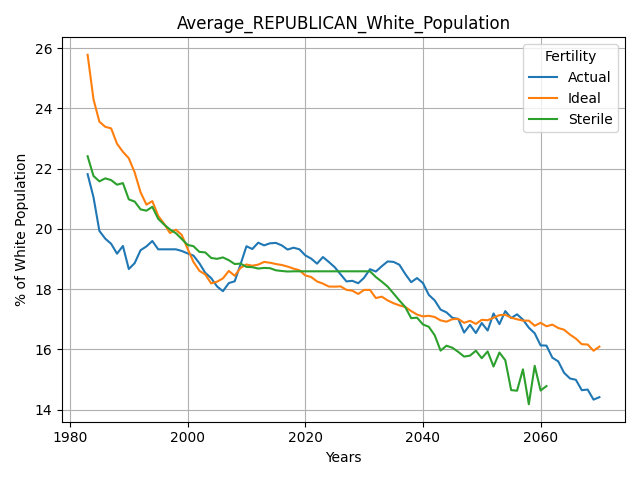 Average_REPUBLICAN_White_Population
Fertility
Actual
Ideal
Sterile
% of White Population
26
24
22
20
18
16
14
1980
2000
2020
2040
2060
Years